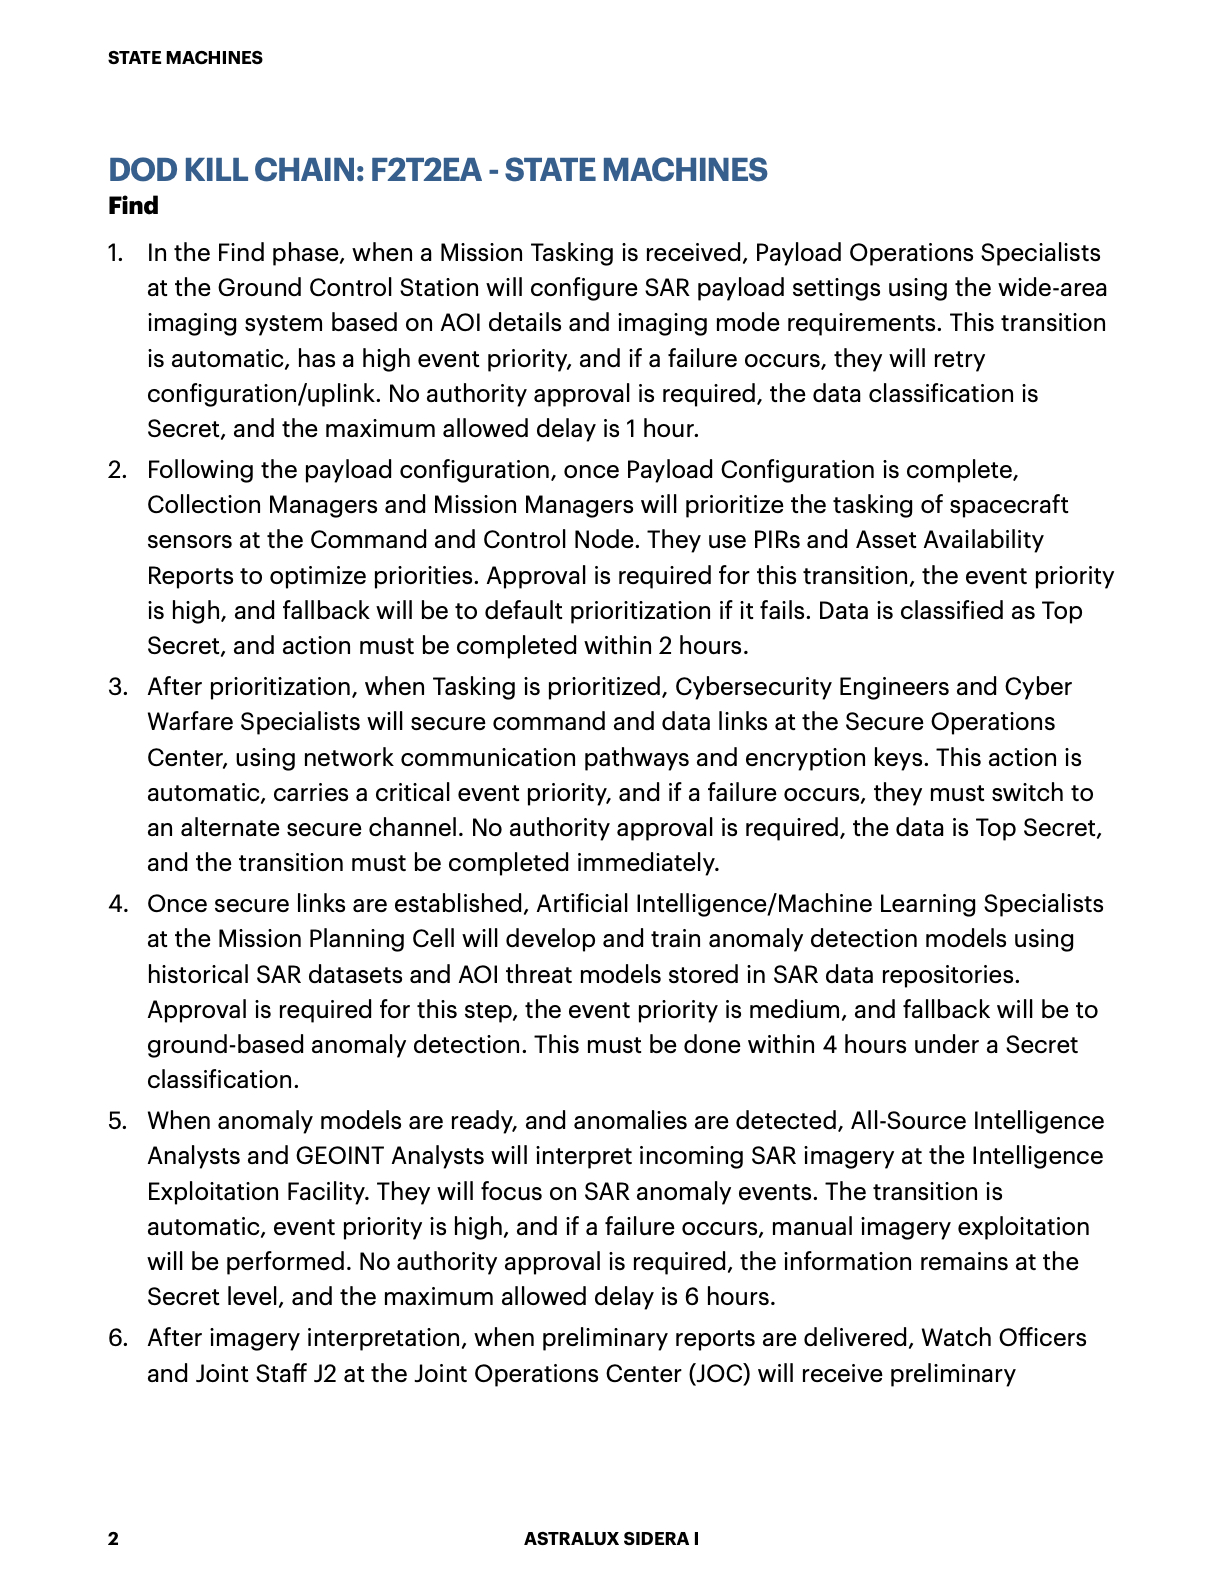 STATE MACHINES
DOD KILL CHAIN: F2T2EA - STATE MACHINES
Find
1. In the Find phase, when a Mission Tasking is received, Payload Operations Specialists
at the Ground Control Station will configure SAR payload settings using the wide-area
imaging system based on AOI details and imaging mode requirements. This transition
is automatic, has a high event priority, and if a failure occurs, they will retry
configuration/uplink. No authority approval is required, the data classification is
Secret, and the maximum allowed delay is 1 hour.
2. Following the payload configuration, once Payload Configuration is complete,
Collection Managers and Mission Managers will prioritize the tasking of spacecraft
sensors at the Command and Control Node. They use PIRs and Asset Availability
Reports to optimize priorities. Approval is required for this transition, the event priority
is high, and fallback will be to default prioritization if it fails. Data is classified as Top
Secret, and action must be completed within 2 hours.
3. After prioritization, when Tasking is prioritized, Cybersecurity Engineers and Cyber
Warfare Specialists will secure command and data links at the Secure Operations
Center, using network communication pathways and encryption keys. This action is
automatic, carries a critical event priority, and if a failure occurs, they must switch to
an alternate secure channel. No authority approval is required, the data is Top Secret,
and the transition must be completed immediately.
4. Once secure links are established, Artificial Intelligence/Machine Learning Specialists
at the Mission Planning Cell will develop and train anomaly detection models using
historical SAR datasets and AOI threat models stored in SAR data repositories.
Approval is required for this step, the event priority is medium, and fallback will be to
ground-based anomaly detection. This must be done within 4 hours under a Secret
classification.
5. When anomaly models are ready, and anomalies are detected, All-Source Intelligence
Analysts and GEOINT Analysts will interpret incoming SAR imagery at the Intelligence
Exploitation Facility. They will focus on SAR anomaly events. The transition is
automatic, event priority is high, and if a failure occurs, manual imagery exploitation
will be performed. No authority approval is required, the information remains at the
Secret level, and the maximum allowed delay is 6 hours.
6. After imagery interpretation, when preliminary reports are delivered, Watch Officers
and Joint Staff J2 at the Joint Operations Center (JOC) will receive preliminary
2 ASTRALUX SIDERA I